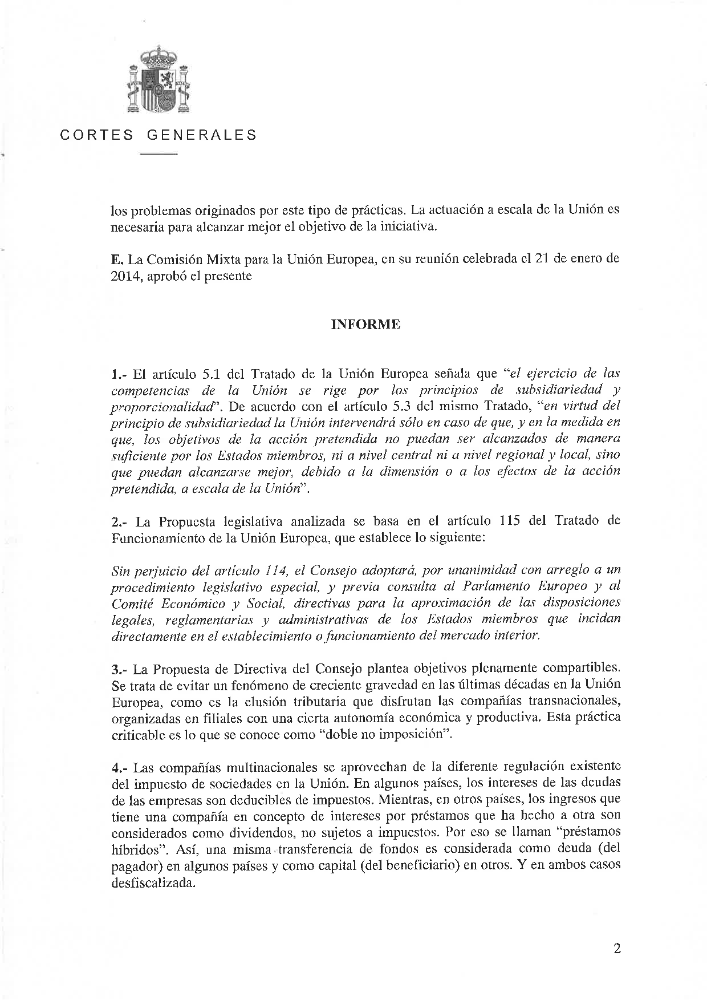 CORTES GENERALES
los problemas originados por este tipo de prácticas. La actuación a escala de la Unión es
necesaria para alcanzar mejor el objetivo de la iniciativa.
E. La Comisión Mixta para la Unión Europea, en su reunión celebrada el 21 de enero de
2014, aprobó el presente
INFORME
1.- El artículo 5.1 del Tratado de la Unión Europea señala que “el ejercicio de las
competencias de la Unión se rige por los principios de subsidiariedad y
proporcionalidad”. De acuerdo con el artículo 5.3 del mismo Tratado, “en virtud del
principio de subsidiariedad la Unión intervendrá sólo en caso de que, y en la medida en
que, los objetivos de la acción pretendida no puedan ser alcanzados de manera
suficiente por los Estados miembros, ni a nivel central ni a nivel regional y local, sino
que puedan alcanzarse mejor, debido a la dimensión o a los efectos de la acción
pretendida, a escala de la Unión”.
2.- La Propuesta legislativa analizada se basa en el artículo 115 del Tratado de
Funcionamiento de la Unión Europea, que establece lo siguiente:
Sin perjuicio del artículo 114, el Consejo adoptará, por unanimidad con arreglo a un
procedimiento legislativo especial, y previa consulta al Parlamento Europeo y al
Comité Económico y Social, directivas para la aproximación de las disposiciones
legales, reglamentarias y administrativas de los Estados miembros que incidan
directamente en el establecimiento o funcionamiento del mercado interior.
3.- La Propuesta de Directiva del Consejo plantea objetivos plenamente compartibles.
Se trata de evitar un fenómeno de creciente gravedad en las últimas décadas en la Unión
Europea, como es la elusión tributaria que disfrutan las compañías transnacionales,
organizadas en filiales con una cierta autonomía económica y productiva. Esta práctica
criticable es lo que se conoce como “doble no imposición”.
4.- Las compañías multinacionales se aprovechan de la diferente regulación existente
del impuesto de sociedades en la Unión. En algunos países, los intereses de las deudas
de las empresas son deducibles de impuestos. Mientras, en otros países, los ingresos que
tiene una compañía en concepto de intereses por préstamos que ha hecho a otra son
considerados como dividendos, no sujetos a impuestos. Por eso se llaman “préstamos
híbridos”. Así, una misma transferencia de fondos es considerada como deuda (del
pagador) en algunos países y como capital (del beneficiario) en otros. Y en ambos casos
desfiscalizada.
2